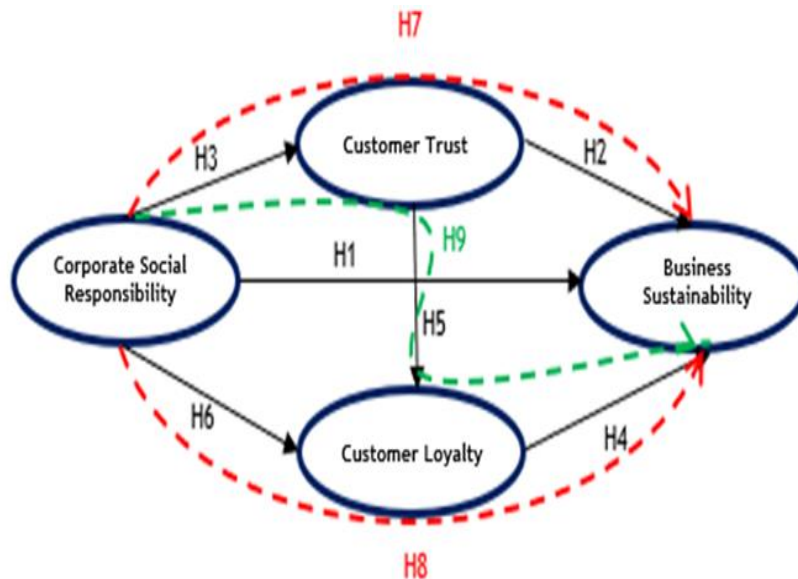 H7
Customer Trust
H3
H2
H9
H1
Corporate Social
Responsibility
Business
Sustainability
H5
H6
H4
Customer Loyalty
H8